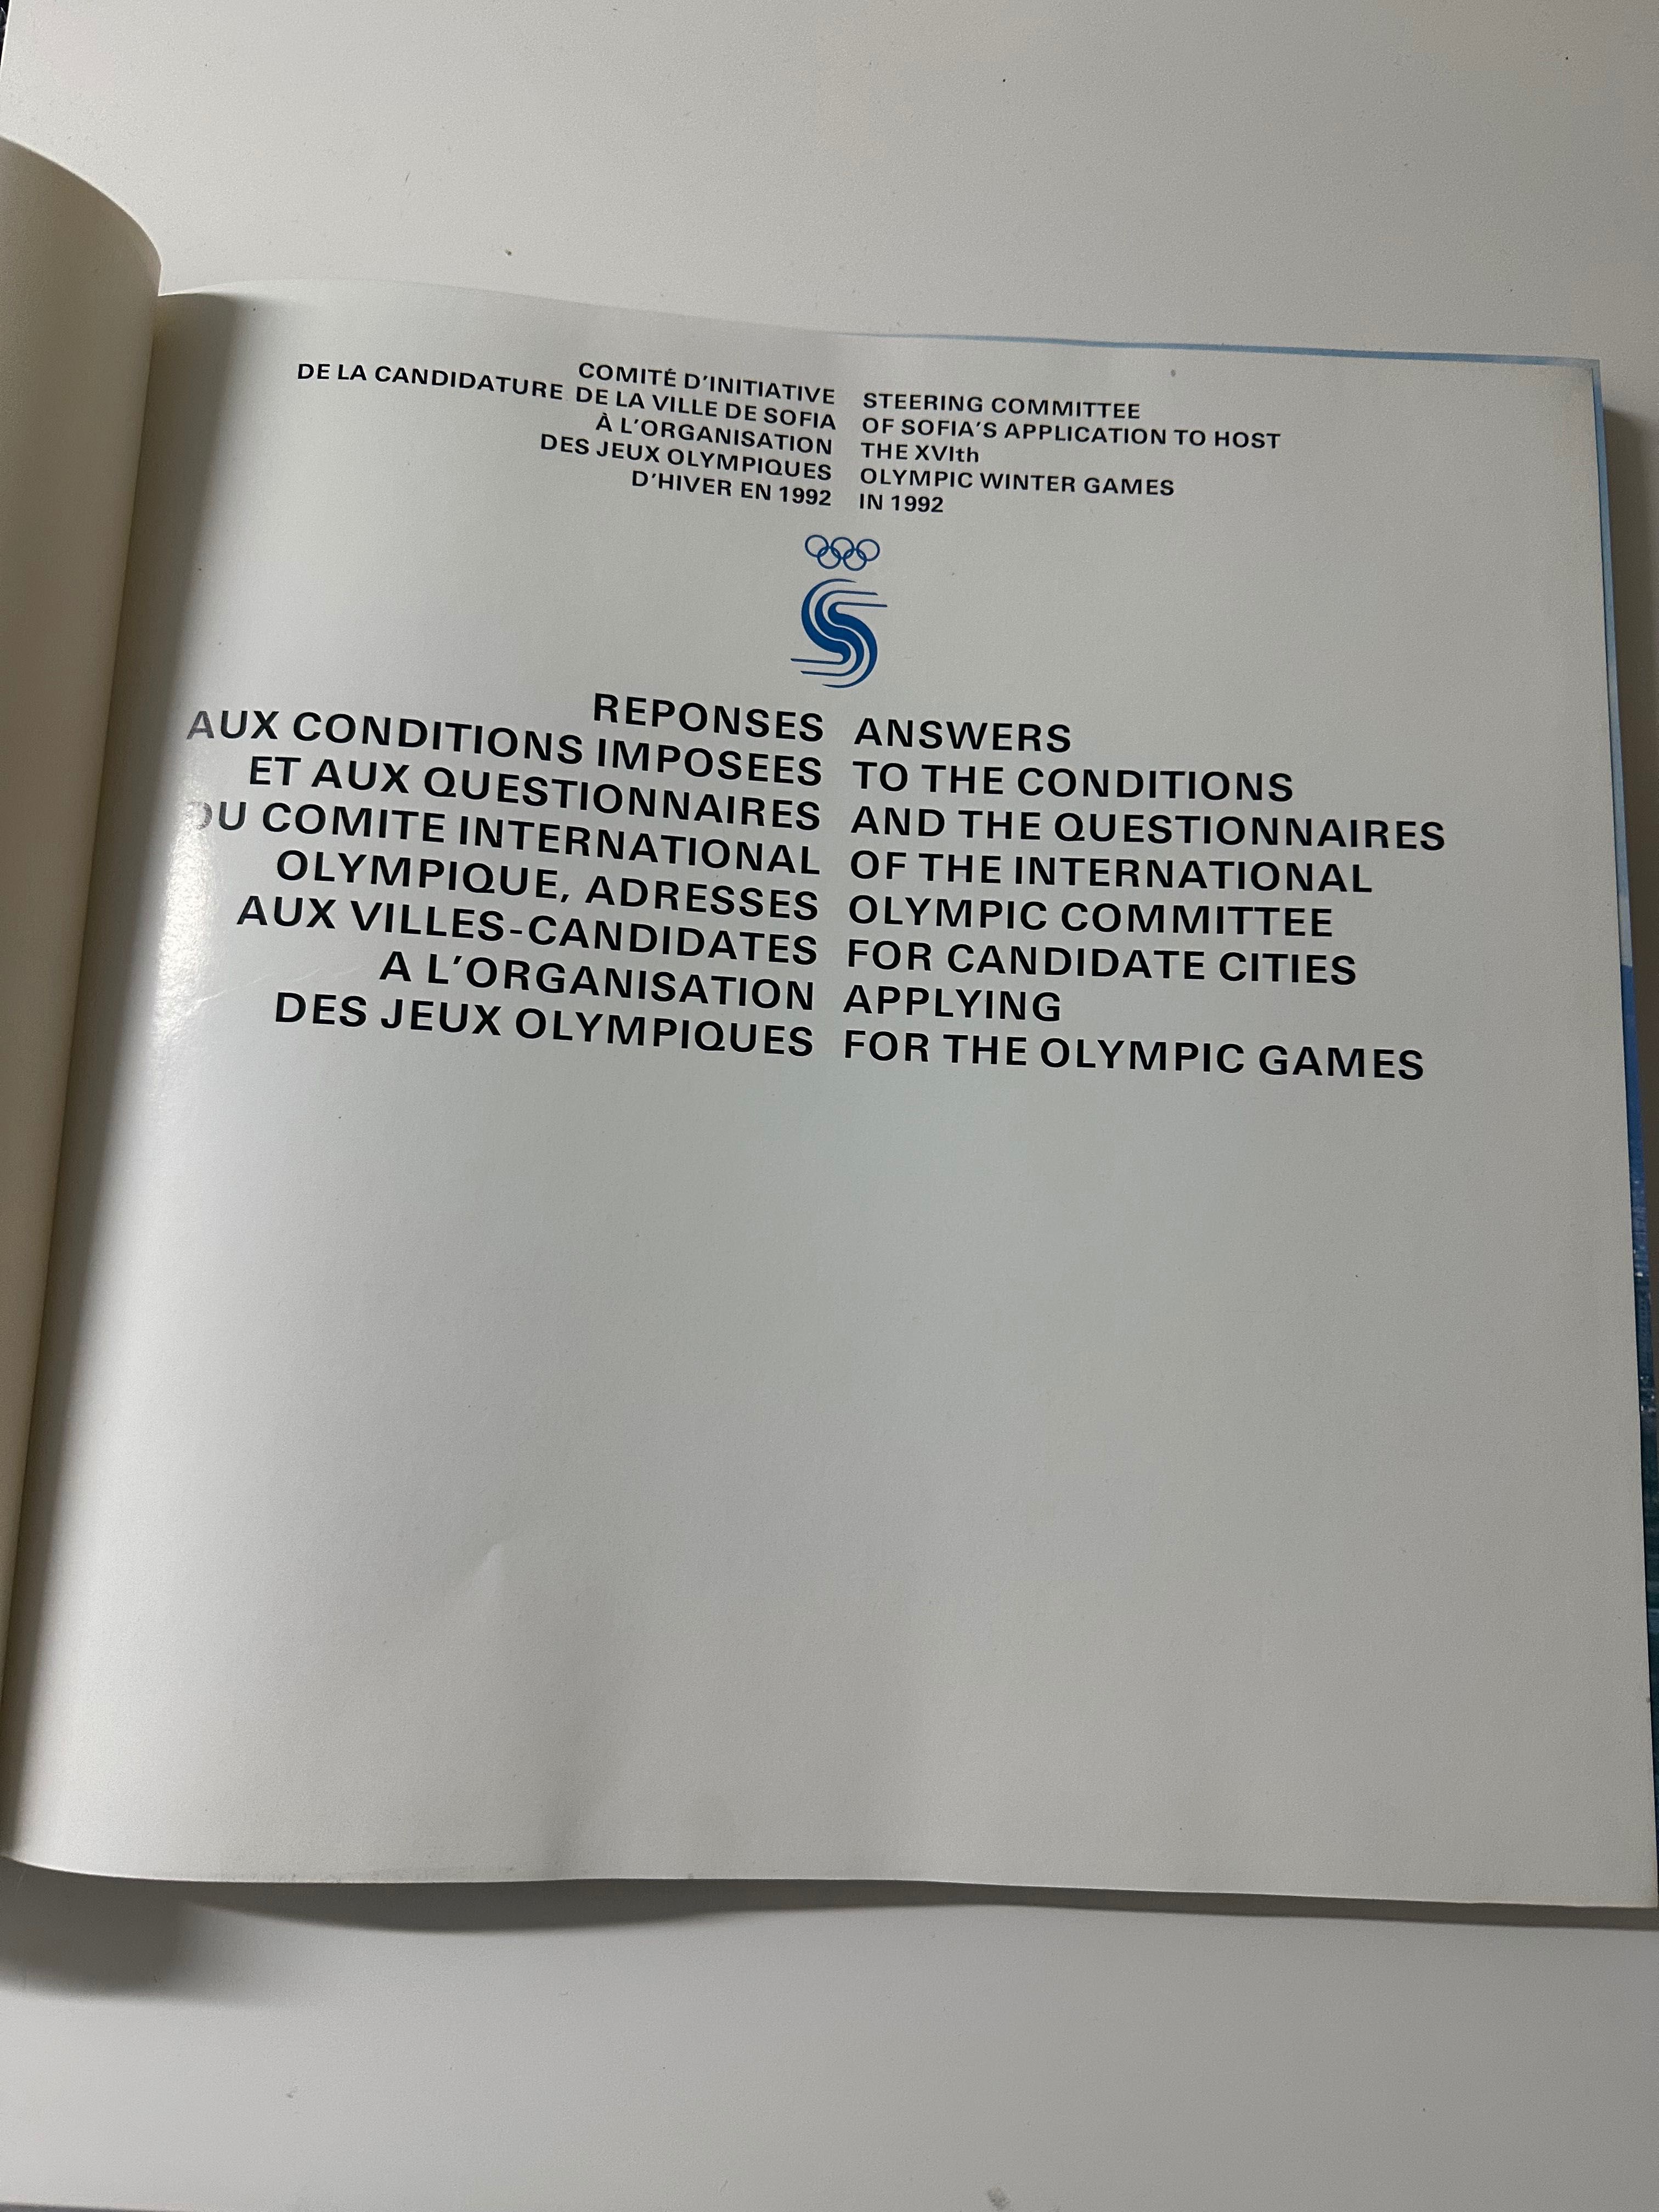 COMITÉ D'INITIATIVE
DE LA CANDIDATURE DE LA VILLE DE SOFIA
À L'ORGANISATION
DES JEUX OLYMPIQUES
D'HIVER EN 1992
STEERING COMMITTEE
OF SOFIA'S APPLICATION TO HOST
THE XVIth
OLYMPIC WINTER GAMES
IN 1992
REPONSES
AUX CONDITIONS IMPOSEES
ET AUX QUESTIONNAIRES
DU COMITE INTERNATIONAL
OLYMPIQUE, ADRESSES
AUX VILLES-CANDIDATES
A L'ORGANISATION
DES JEUX OLYMPIQUES
ANSWERS
TO THE CONDITIONS
AND THE QUESTIONNAIRES
OF THE INTERNATIONAL
OLYMPIC COMMITTEE
FOR CANDIDATE CITIES
APPLYING
FOR THE OLYMPIC GAMES